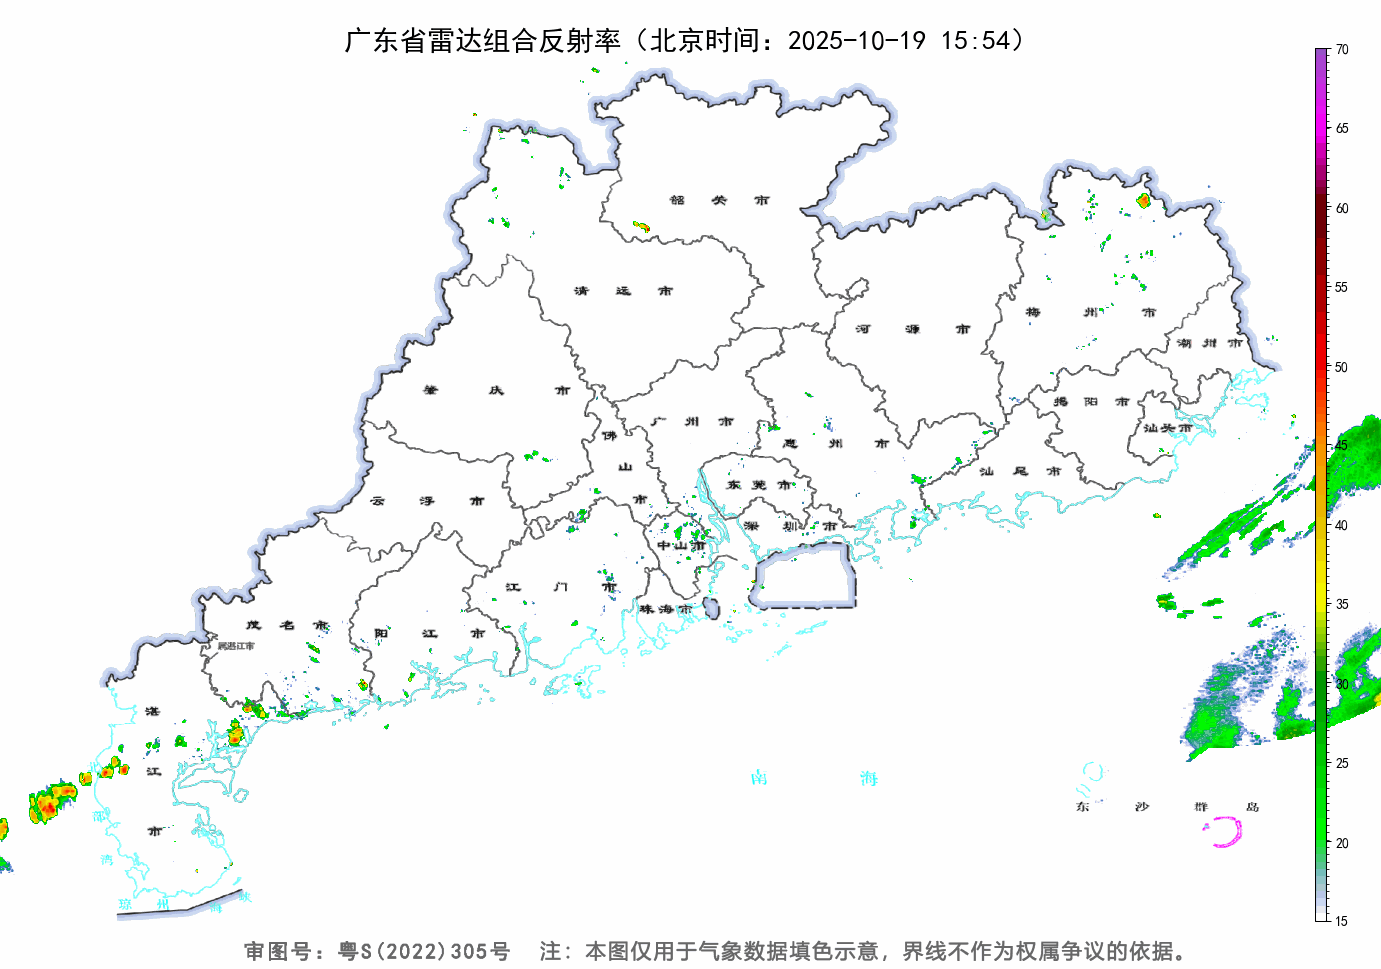 广东省雷达组合反射率（北京时间：2025-10-19 15:54）
70
65
60
55
50
45
40
35
30
25
20
15
韶关市
清远市
河源市
梅州市
潮州市
肇庆市
揭阳市
广州市
佛山市
惠州市
汕头市
汕尾市
云浮市
东莞市
深圳市
中山市
江门市
珠海市
茂名市
阳江市
属湛江市
湛江市
南海
东沙群岛
部湾
琼州海峡
审图号：粤S(2022)305号 注：本图仅用于气象数据填色示意，界线不作为权属争议的依据。